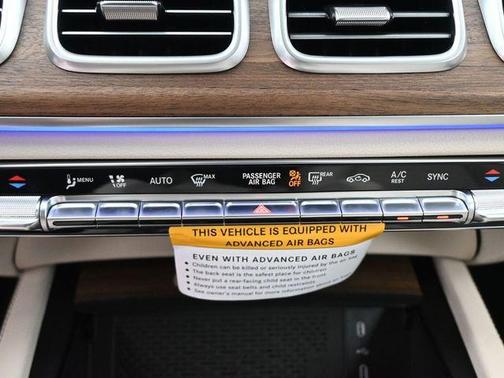 MENU OFF AUTO MAX PASSENGER AIR BAG OFF REAR A/C REST SYNC
THIS VEHICLE IS EQUIPPED WITH
ADVANCED AIR BAGS
EVEN WITH ADVANCED AIR BAGS
• Children can be killed or seriously injured by the air bag
• The back seat is the safest place for children
• Never put a rear-facing child seat in the front
• Always use seat belts and child restraints
• See owner's manual for more information about